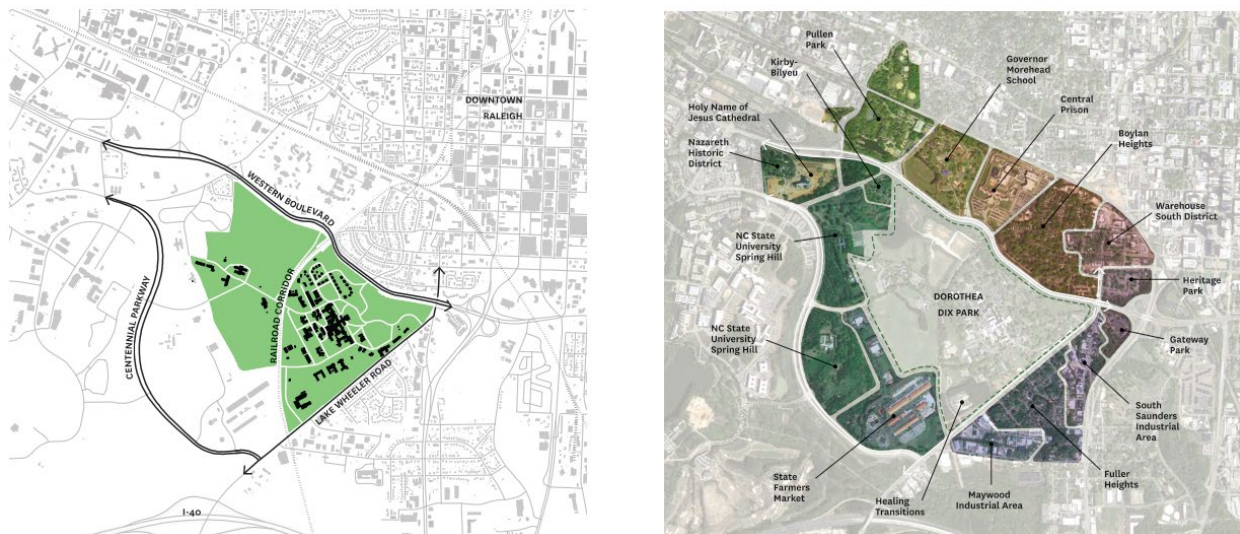 DOWNTOWN
RALEIGH
WESTERN BOULEVARD
CENTENNIAL PARKWAY
RAILROAD CORRIDOR
LAKE WHEELER ROAD
I-40
Pullen
Park
Kirby-
Bilyeu
Holy Name of
Jesus Cathedral
Nazareth
Historic
District
Governor
Morehead
School
Central
Prison
Boylan
Heights
Warehouse
South District
NC State
University
Spring Hill
DOROTHEA
DIX PARK
Heritage
Park
NC State
University
Spring Hill
Gateway
Park
South
Saunders
Industrial
Area
State
Farmers
Market
Healing
Transitions
Maywood
Industrial Area
Fuller
Heights